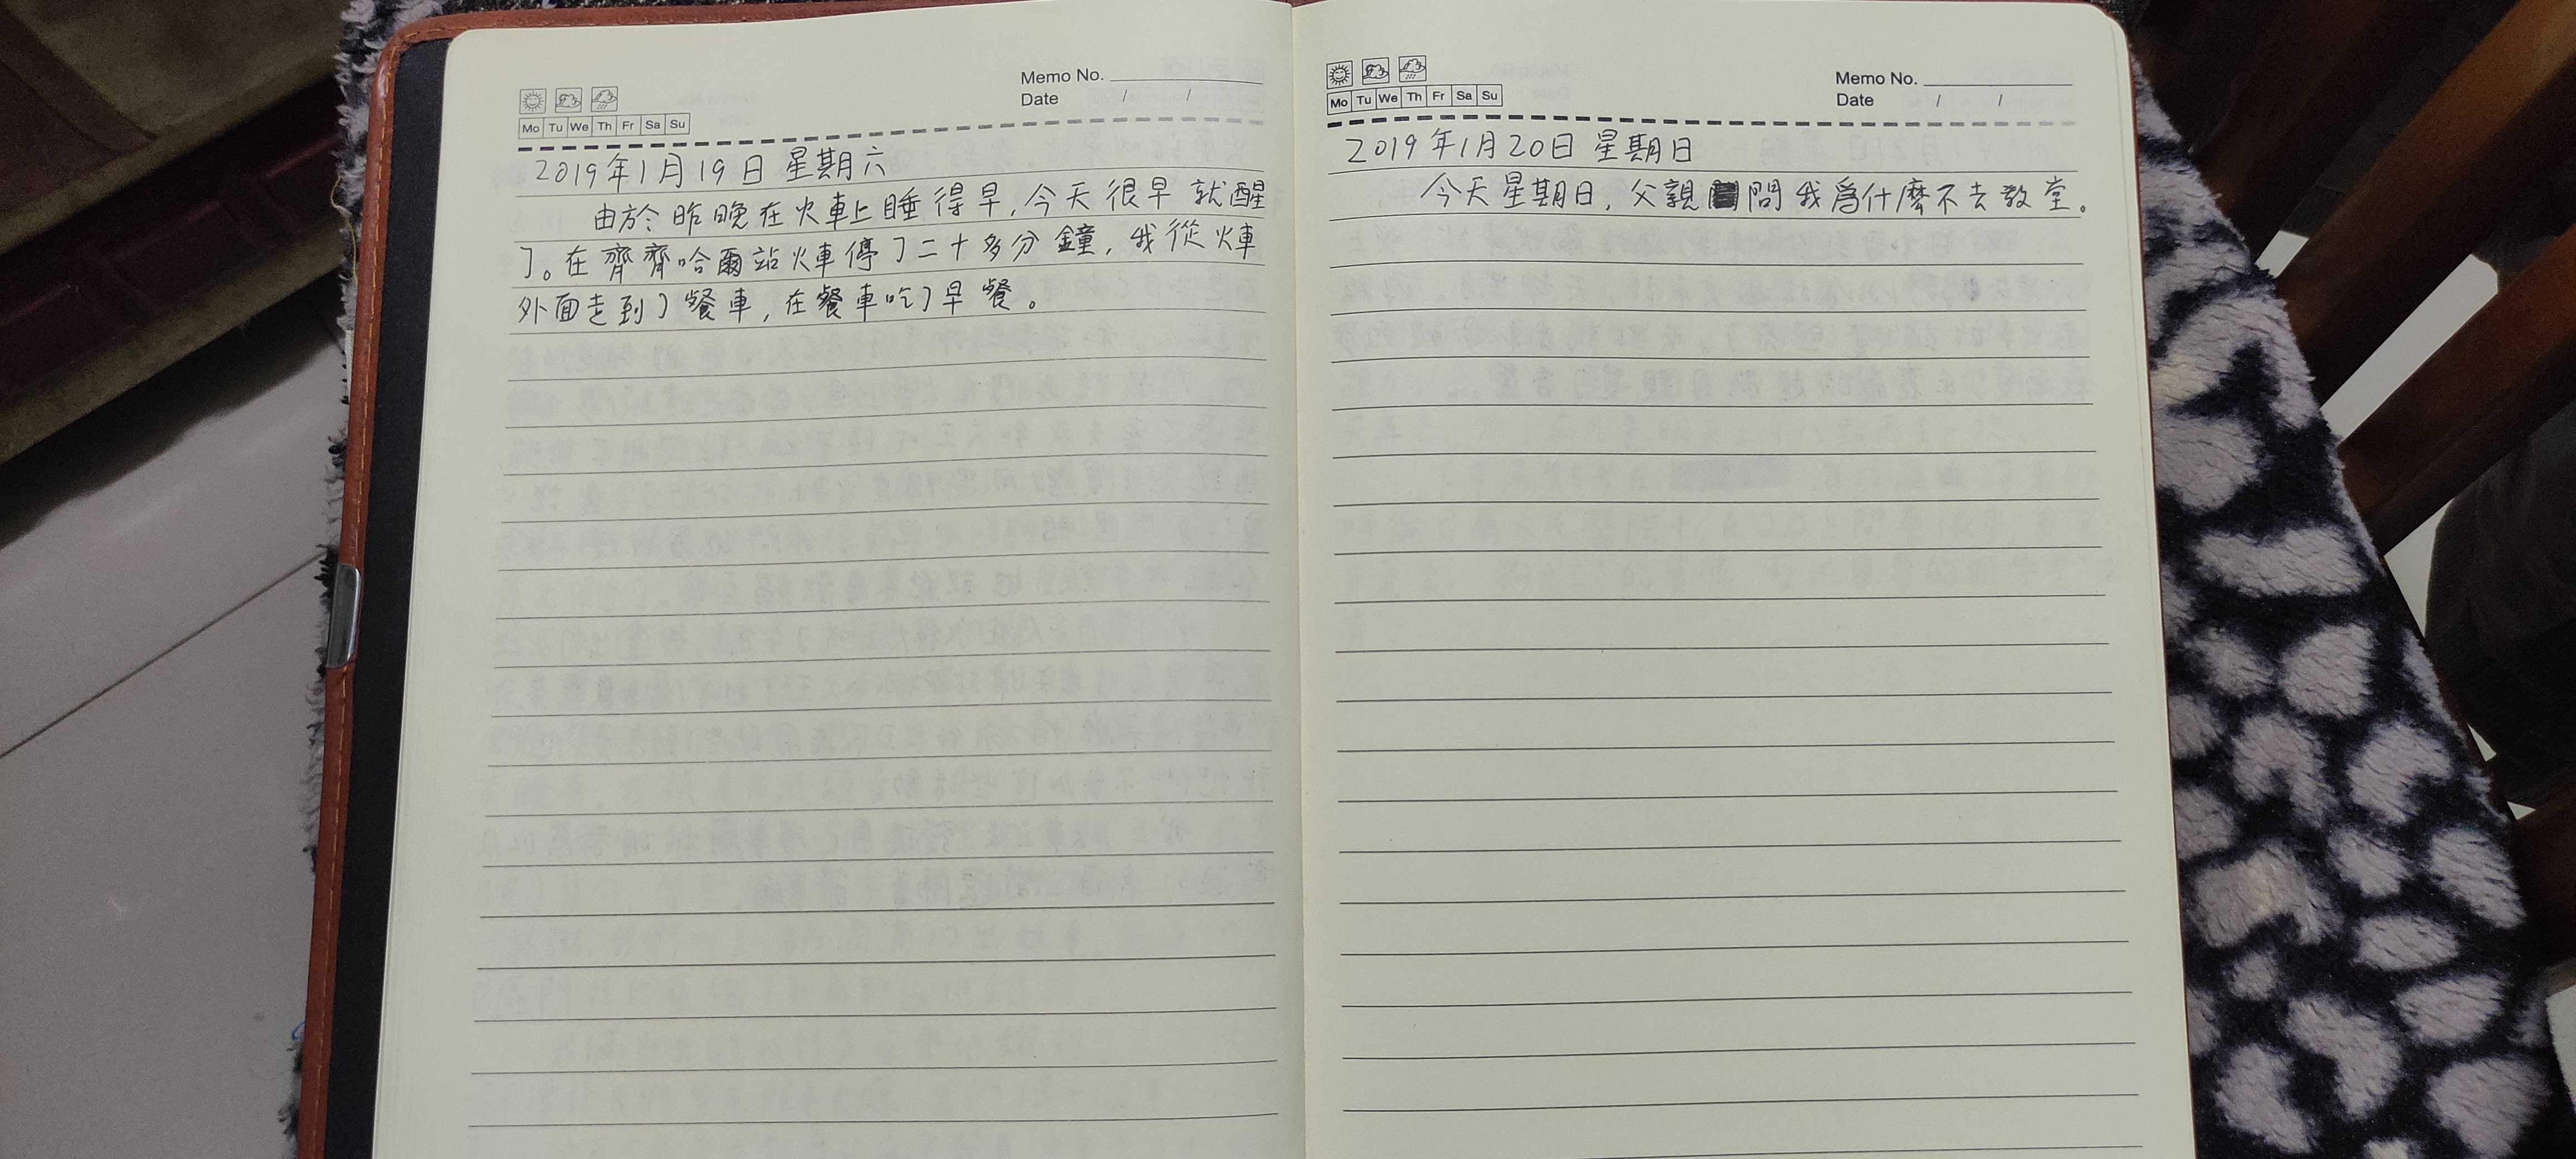 Memo No.
Date / /
Mo Tu We Th Fr Sa Su
2019年1月19日 星期六
由於昨晚在火車上睡得早,今天很早就醒
了。在齊齊哈爾站火車停了二十多分鐘,我從火車
外面走到了餐車,在餐車吃了早餐。
Memo No.
Date / /
Mo Tu We Th Fr Sa Su
2019年1月20日 星期日
今天星期日,父親問我爲什麼不去教堂。